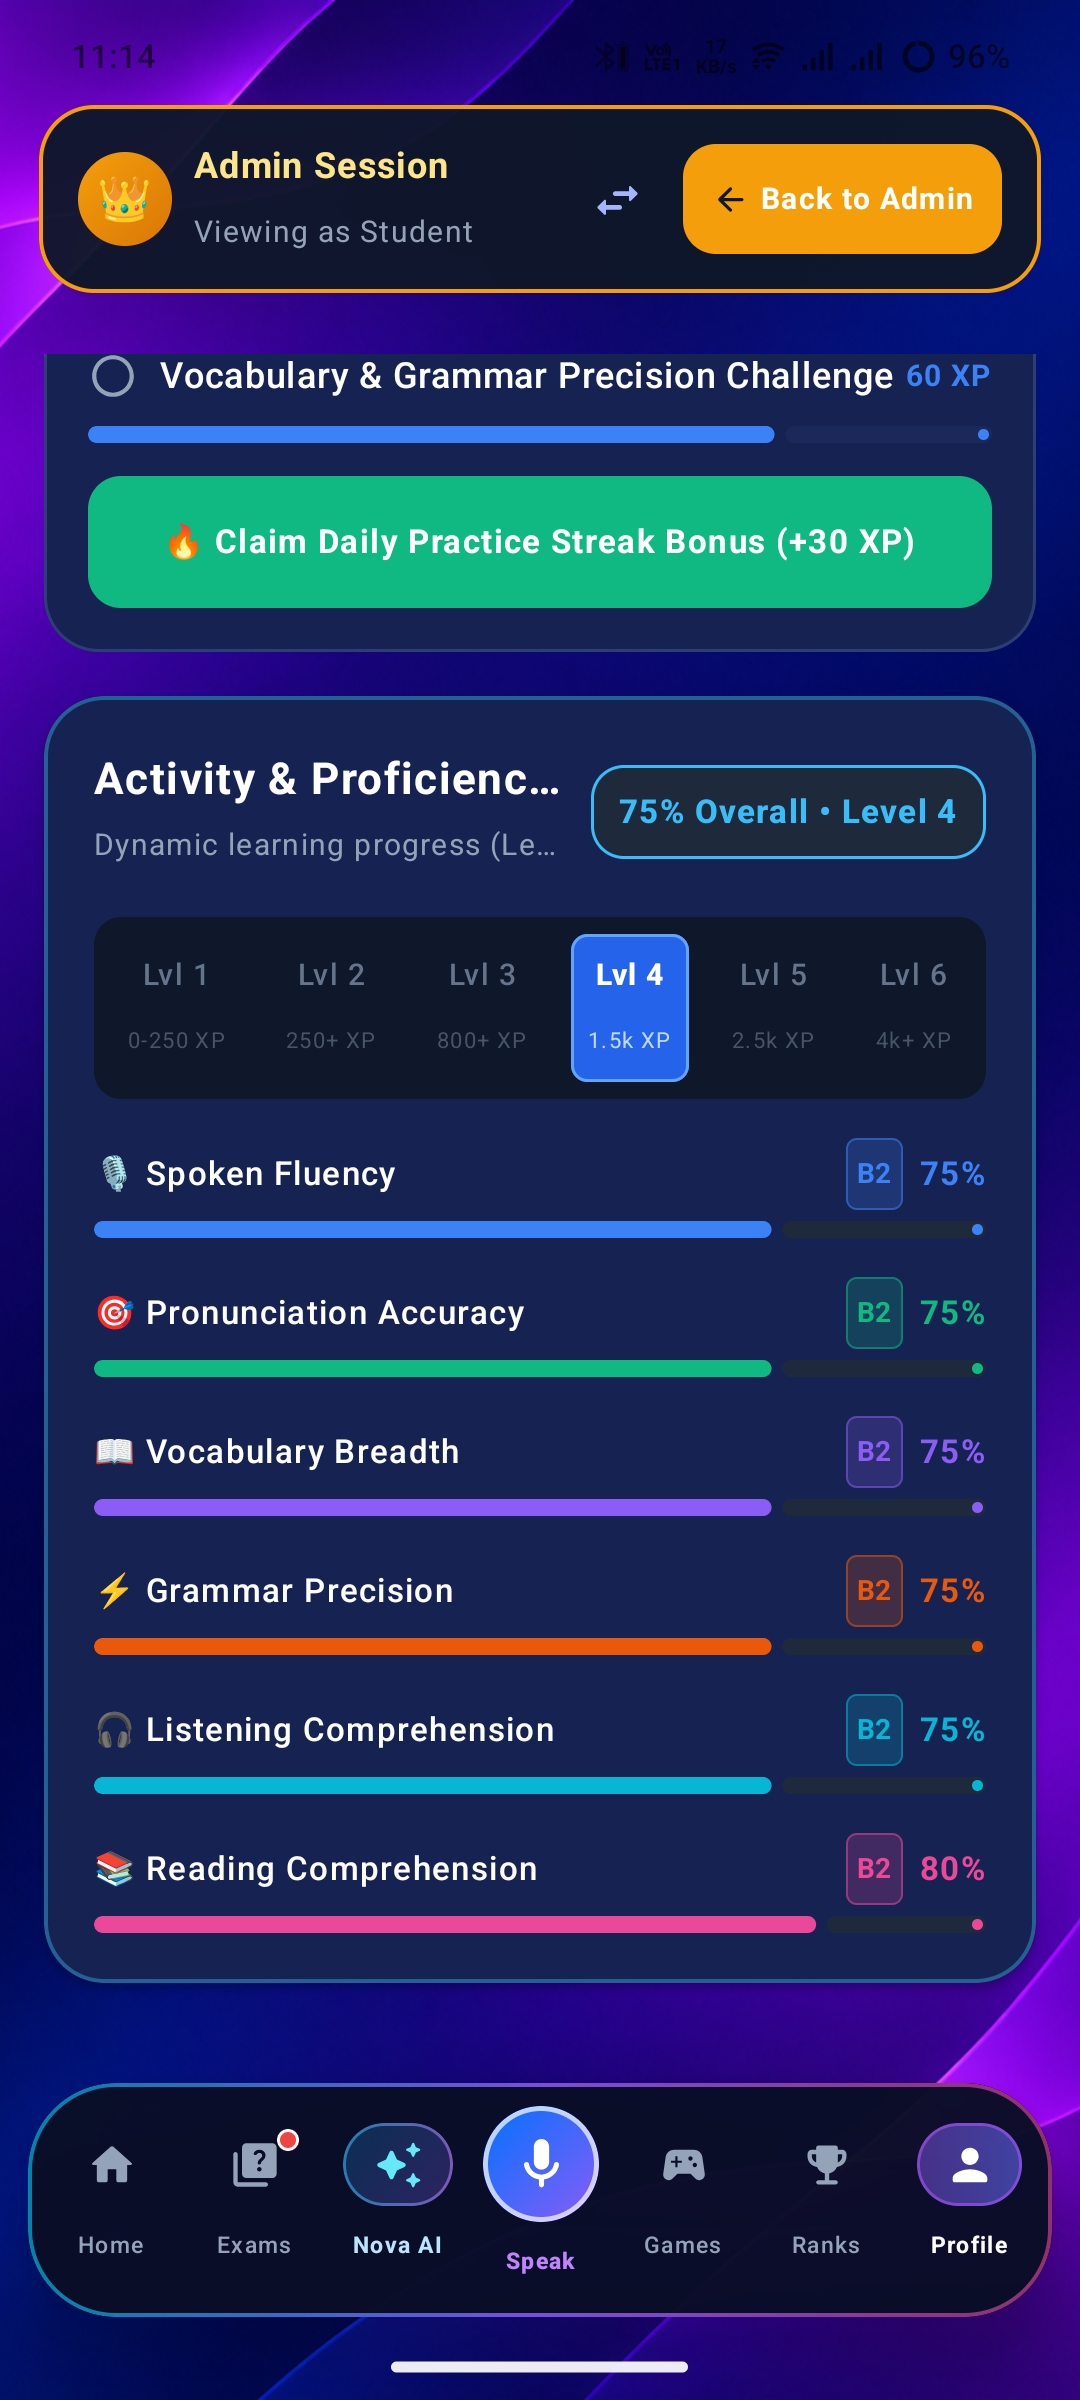 11:14
Vo))
LTE1
17
KB/s
96%
Admin Session
Viewing as Student
Back to Admin
Vocabulary & Grammar Precision Challenge 60 XP
🔥 Claim Daily Practice Streak Bonus (+30 XP)
Activity & Proficienc...
Dynamic learning progress (Le...
75% Overall • Level 4
Lvl 1 Lvl 2 Lvl 3 Lvl 4 Lvl 5 Lvl 6
0-250 XP 250+ XP 800+ XP 1.5k XP 2.5k XP 4k+ XP
Spoken Fluency B2 75%
Pronunciation Accuracy B2 75%
Vocabulary Breadth B2 75%
Grammar Precision B2 75%
Listening Comprehension B2 75%
Reading Comprehension B2 80%
Home Exams Nova AI Speak Games Ranks Profile